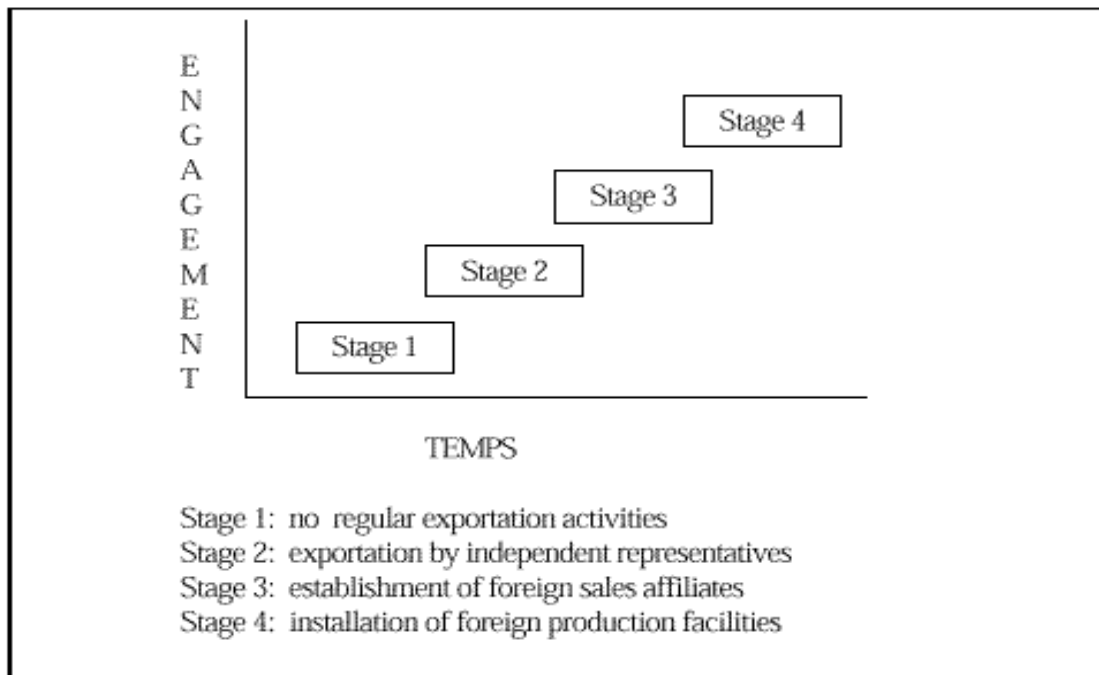 ENGAGEMENT
Stage 4
Stage 3
Stage 2
Stage 1
TEMPS
Stage 1: no regular exportation activities
Stage 2: exportation by independent representatives
Stage 3: establishment of foreign sales affiliates
Stage 4: installation of foreign production facilities